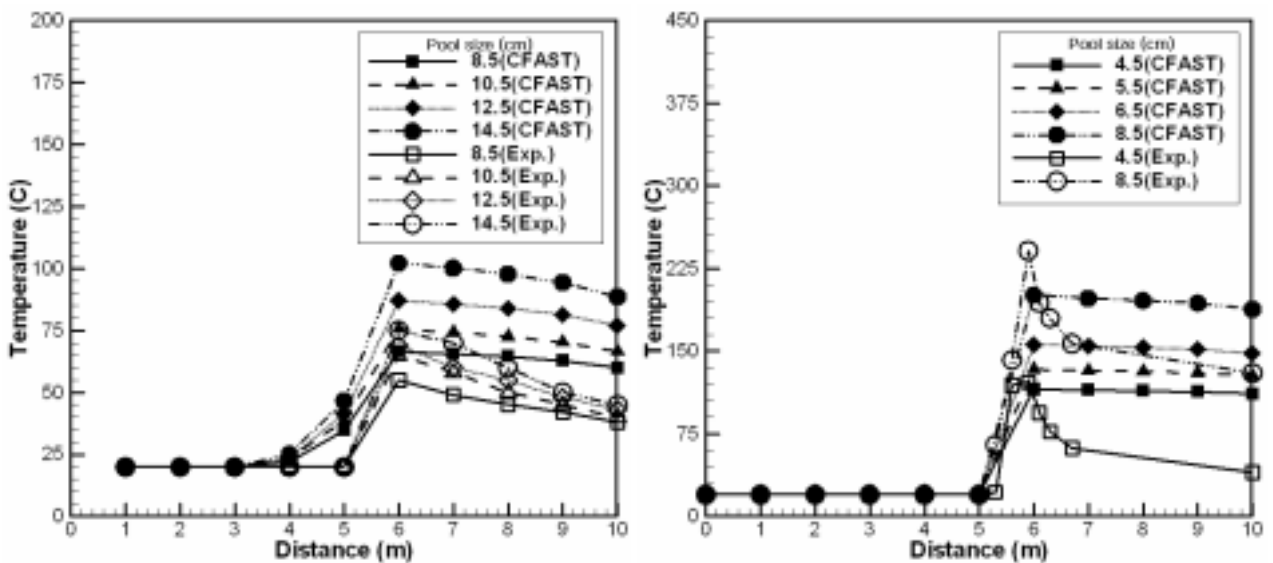 200
175
150
125
100
75
50
25
0
Temperature (C)
0 1 2 3 4 5 6 7 8 9 10
Distance (m)
Pool size (cm)
8.5(CFAST)
10.5(CFAST)
12.5(CFAST)
14.5(CFAST)
8.5(Exp.)
10.5(Exp.)
12.5(Exp.)
14.5(Exp.)
450
375
300
225
150
75
0
Temperature (C)
0 1 2 3 4 5 6 7 8 9 10
Distance (m)
Pool size (cm)
4.5(CFAST)
5.5(CFAST)
6.5(CFAST)
8.5(CFAST)
4.5(Exp.)
8.5(Exp.)